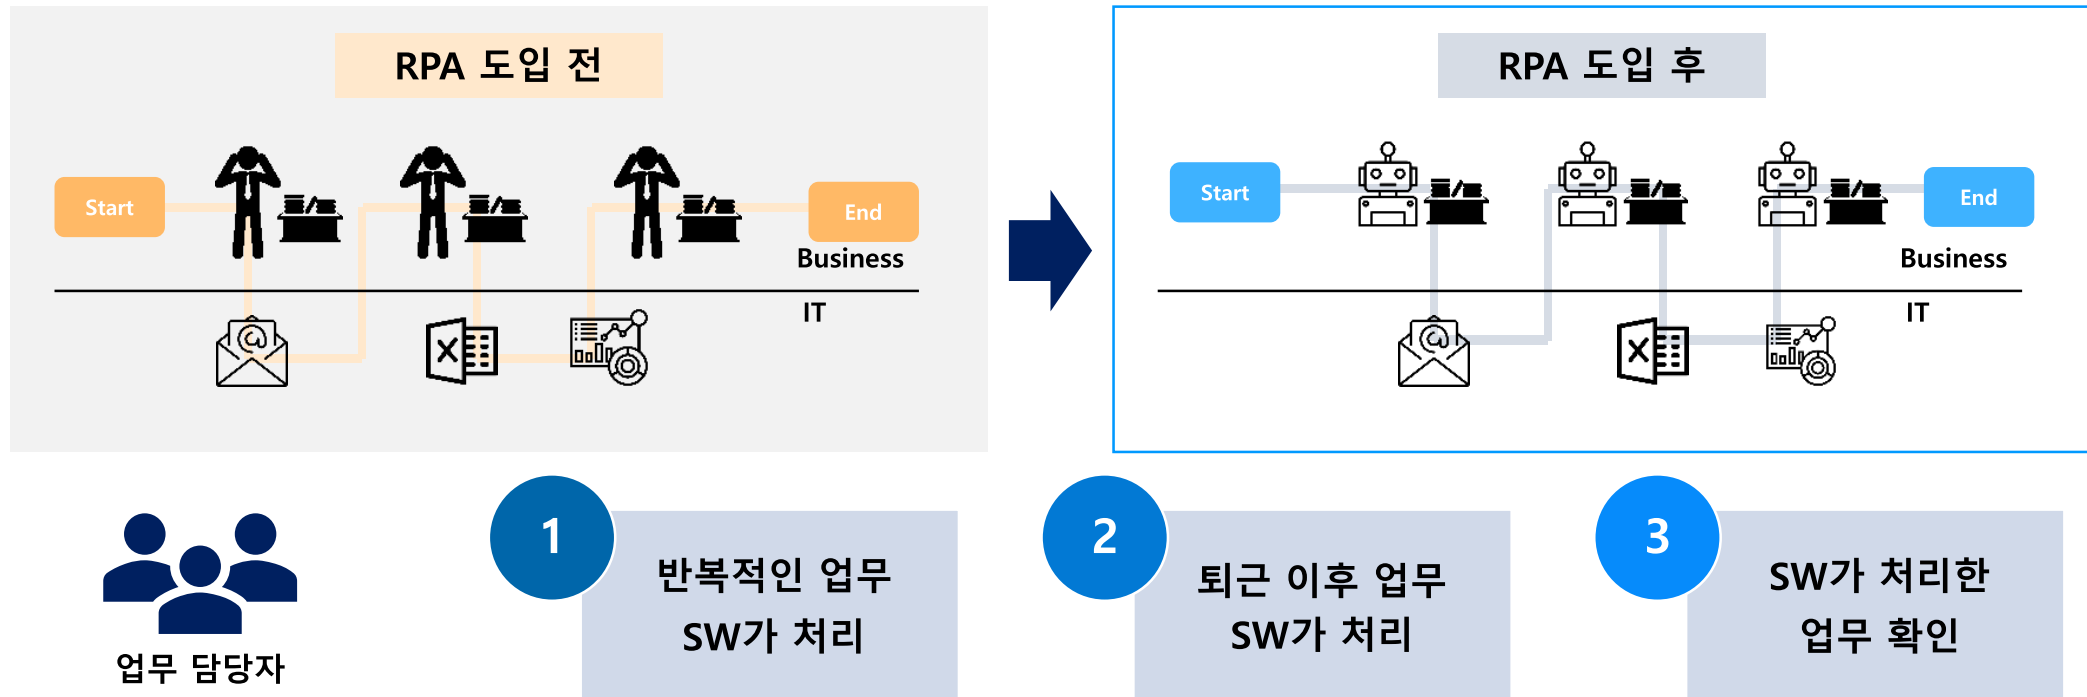 RPA 도입 전
Start
End
Business
IT
RPA 도입 후
Start
End
Business
IT
업무 담당자
1
반복적인 업무
SW가 처리
2
퇴근 이후 업무
SW가 처리
3
SW가 처리한
업무 확인